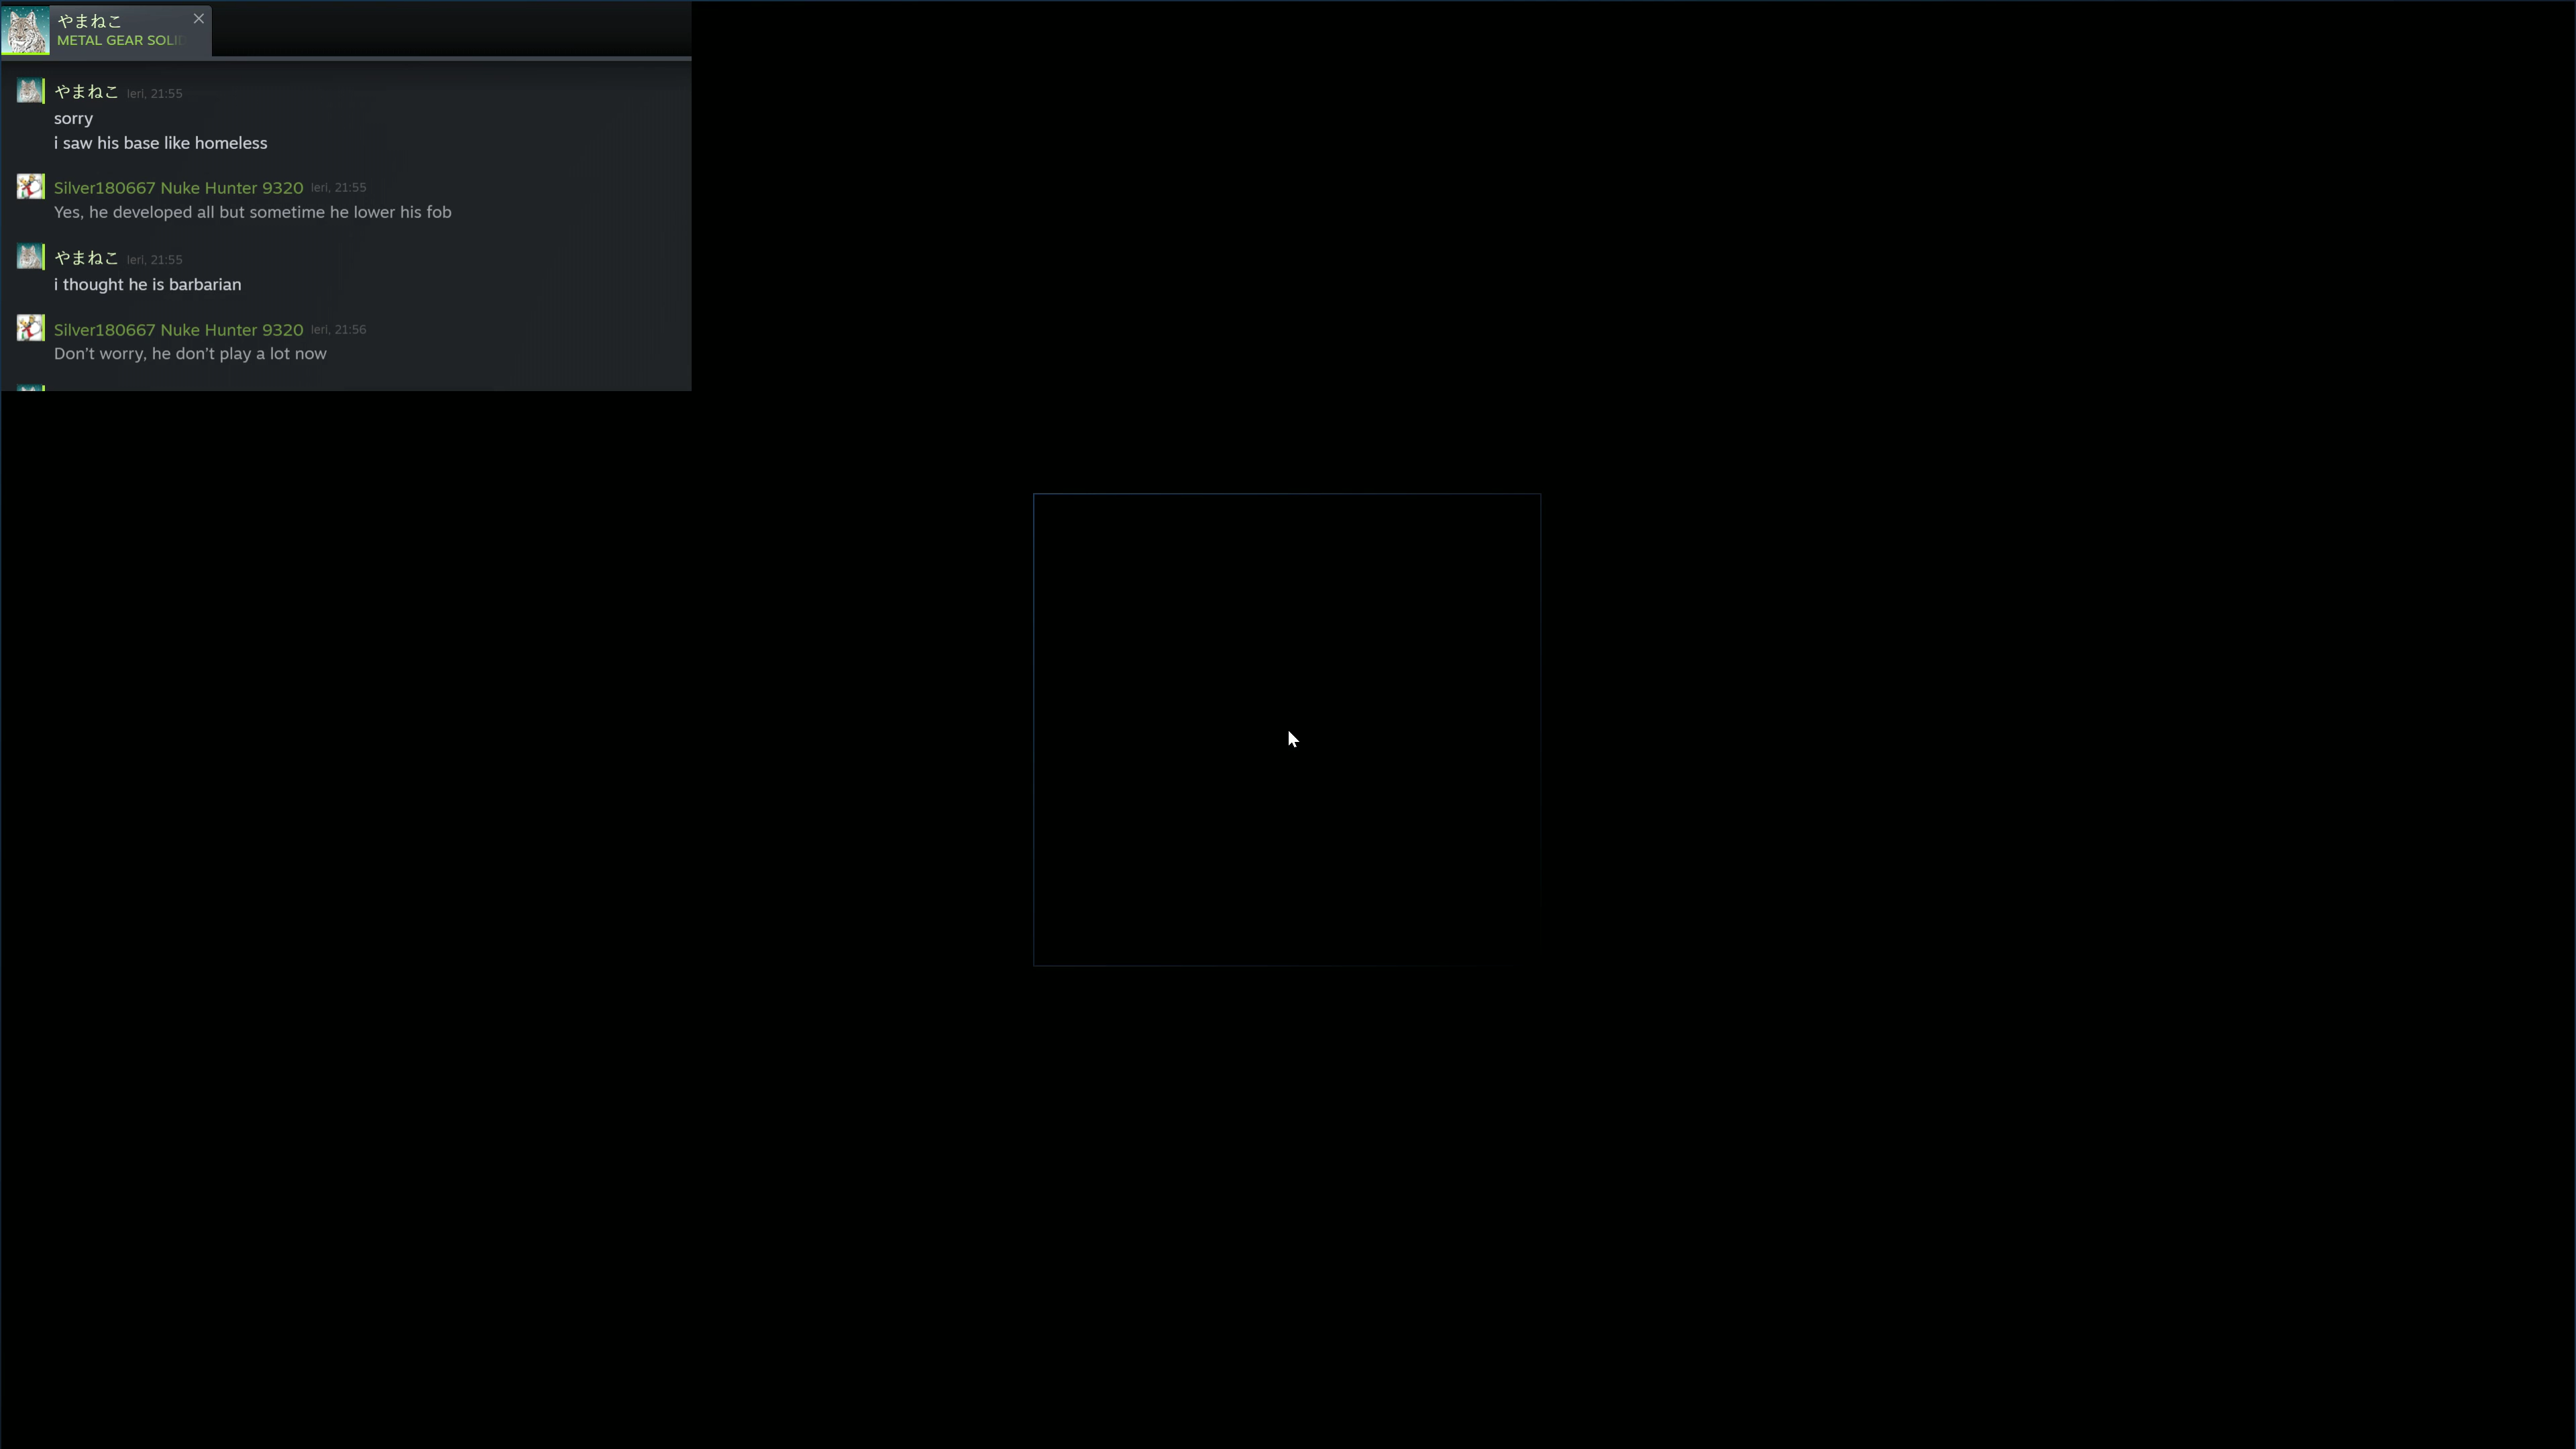 やまねこ
METAL GEAR SOLI
やまねこ Ieri, 21:55
sorry
i saw his base like homeless
Silver180667 Nuke Hunter 9320 Ieri, 21:55
Yes, he developed all but sometime he lower his fob
やまねこ Ieri, 21:55
i thought he is barbarian
Silver180667 Nuke Hunter 9320 Ieri, 21:56
Don't worry, he don't play a lot now